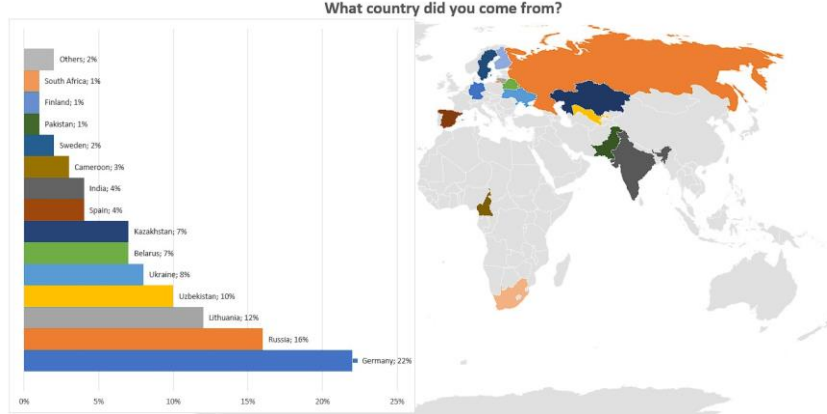 What country did you come from?
Others; 2%
South Africa; 1%
Finland; 1%
Pakistan; 1%
Sweden; 2%
Cameroon; 3%
India; 4%
Spain; 4%
Kazakhstan; 7%
Belarus; 7%
Ukraine; 8%
Uzbekistan; 10%
Lithuania; 12%
Russia; 16%
Germany; 22%
0% 5% 10% 15% 20% 25%